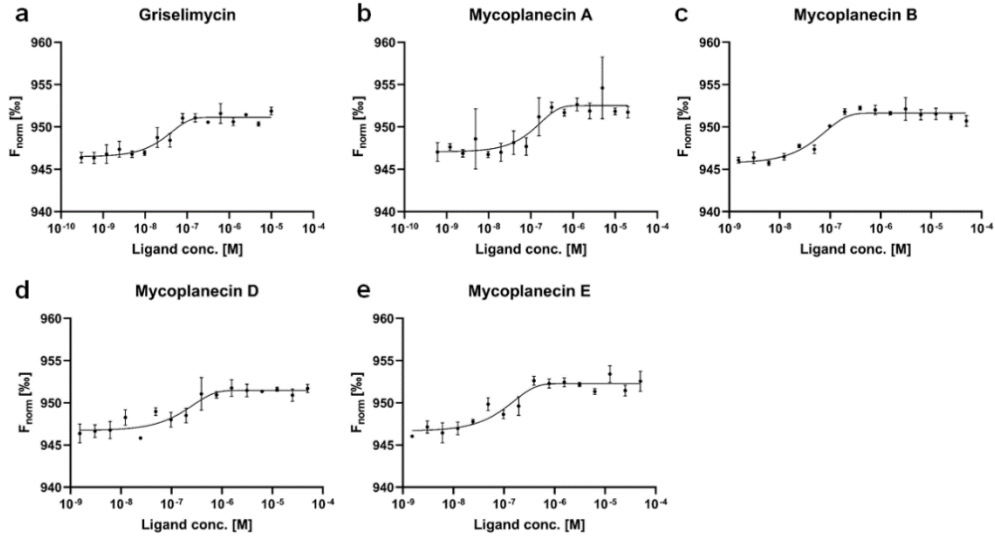 a Griselimycin
F_norm [‰]
960
955
950
945
940
10^-10 10^-9 10^-8 10^-7 10^-6 10^-5 10^-4
Ligand conc. [M]
b Mycoplanecin A
F_norm [‰]
960
955
950
945
940
10^-10 10^-9 10^-8 10^-7 10^-6 10^-5 10^-4
Ligand conc. [M]
c Mycoplanecin B
F_norm [‰]
960
955
950
945
940
10^-9 10^-8 10^-7 10^-6 10^-5 10^-4
Ligand conc. [M]
d Mycoplanecin D
F_norm [‰]
960
955
950
945
940
10^-9 10^-8 10^-7 10^-6 10^-5 10^-4
Ligand conc. [M]
e Mycoplanecin E
F_norm [‰]
960
955
950
945
940
10^-9 10^-8 10^-7 10^-6 10^-5 10^-4
Ligand conc. [M]